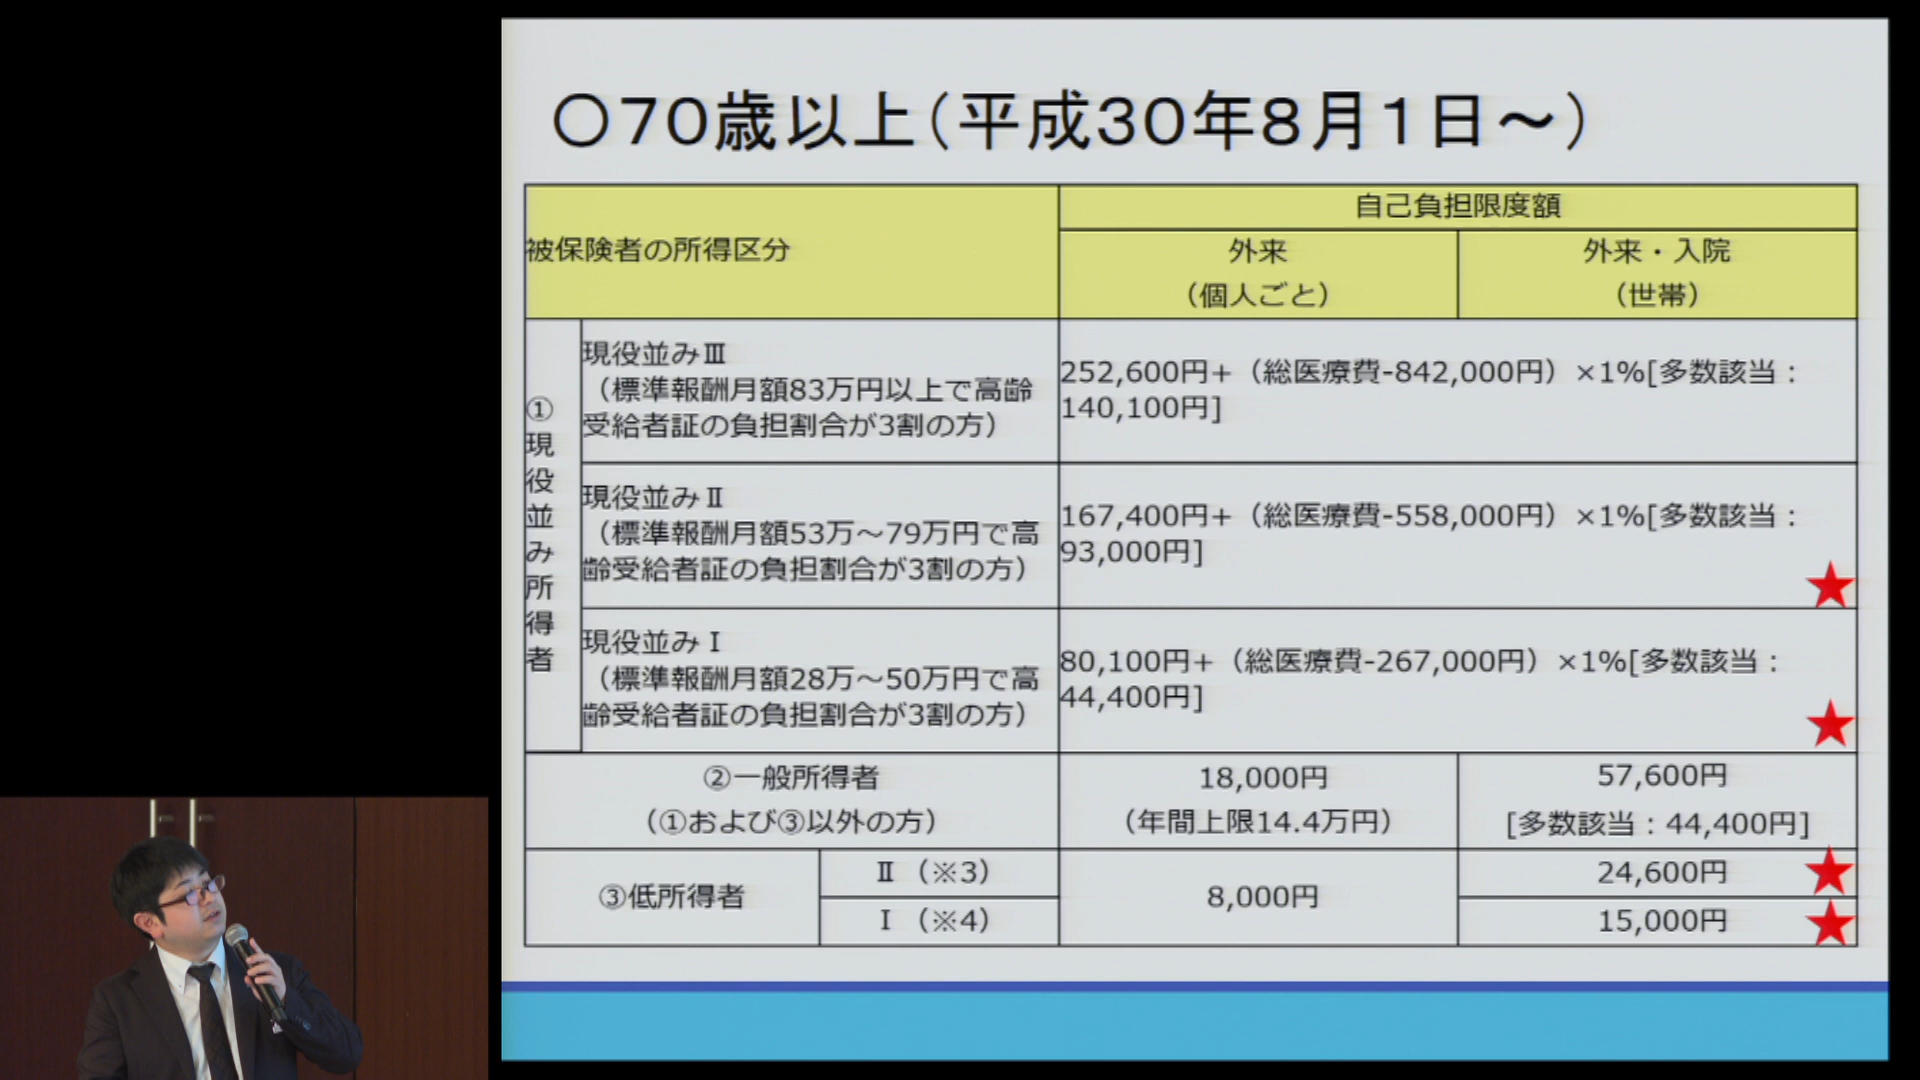 ○70歳以上(平成30年8月1日～)
被保険者の所得区分
自己負担限度額
外来
（個人ごと）
外来・入院
（世帯）
①現役並み所得者
現役並みⅢ
（標準報酬月額83万円以上で高齢
受給者証の負担割合が3割の方）
252,600円+（総医療費-842,000円）×1%[多数該当：
140,100円]
現役並みⅡ
（標準報酬月額53万～79万円で高
齢受給者証の負担割合が3割の方）
167,400円+（総医療費-558,000円）×1%[多数該当：
93,000円]
★
現役並みⅠ
（標準報酬月額28万～50万円で高
齢受給者証の負担割合が3割の方）
80,100円+（総医療費-267,000円）×1%[多数該当：
44,400円]
★
②一般所得者
（①および③以外の方）
18,000円
（年間上限14.4万円）
57,600円
[多数該当：44,400円]
③低所得者
Ⅱ（※3）
8,000円
24,600円 ★
Ⅰ（※4）
15,000円 ★